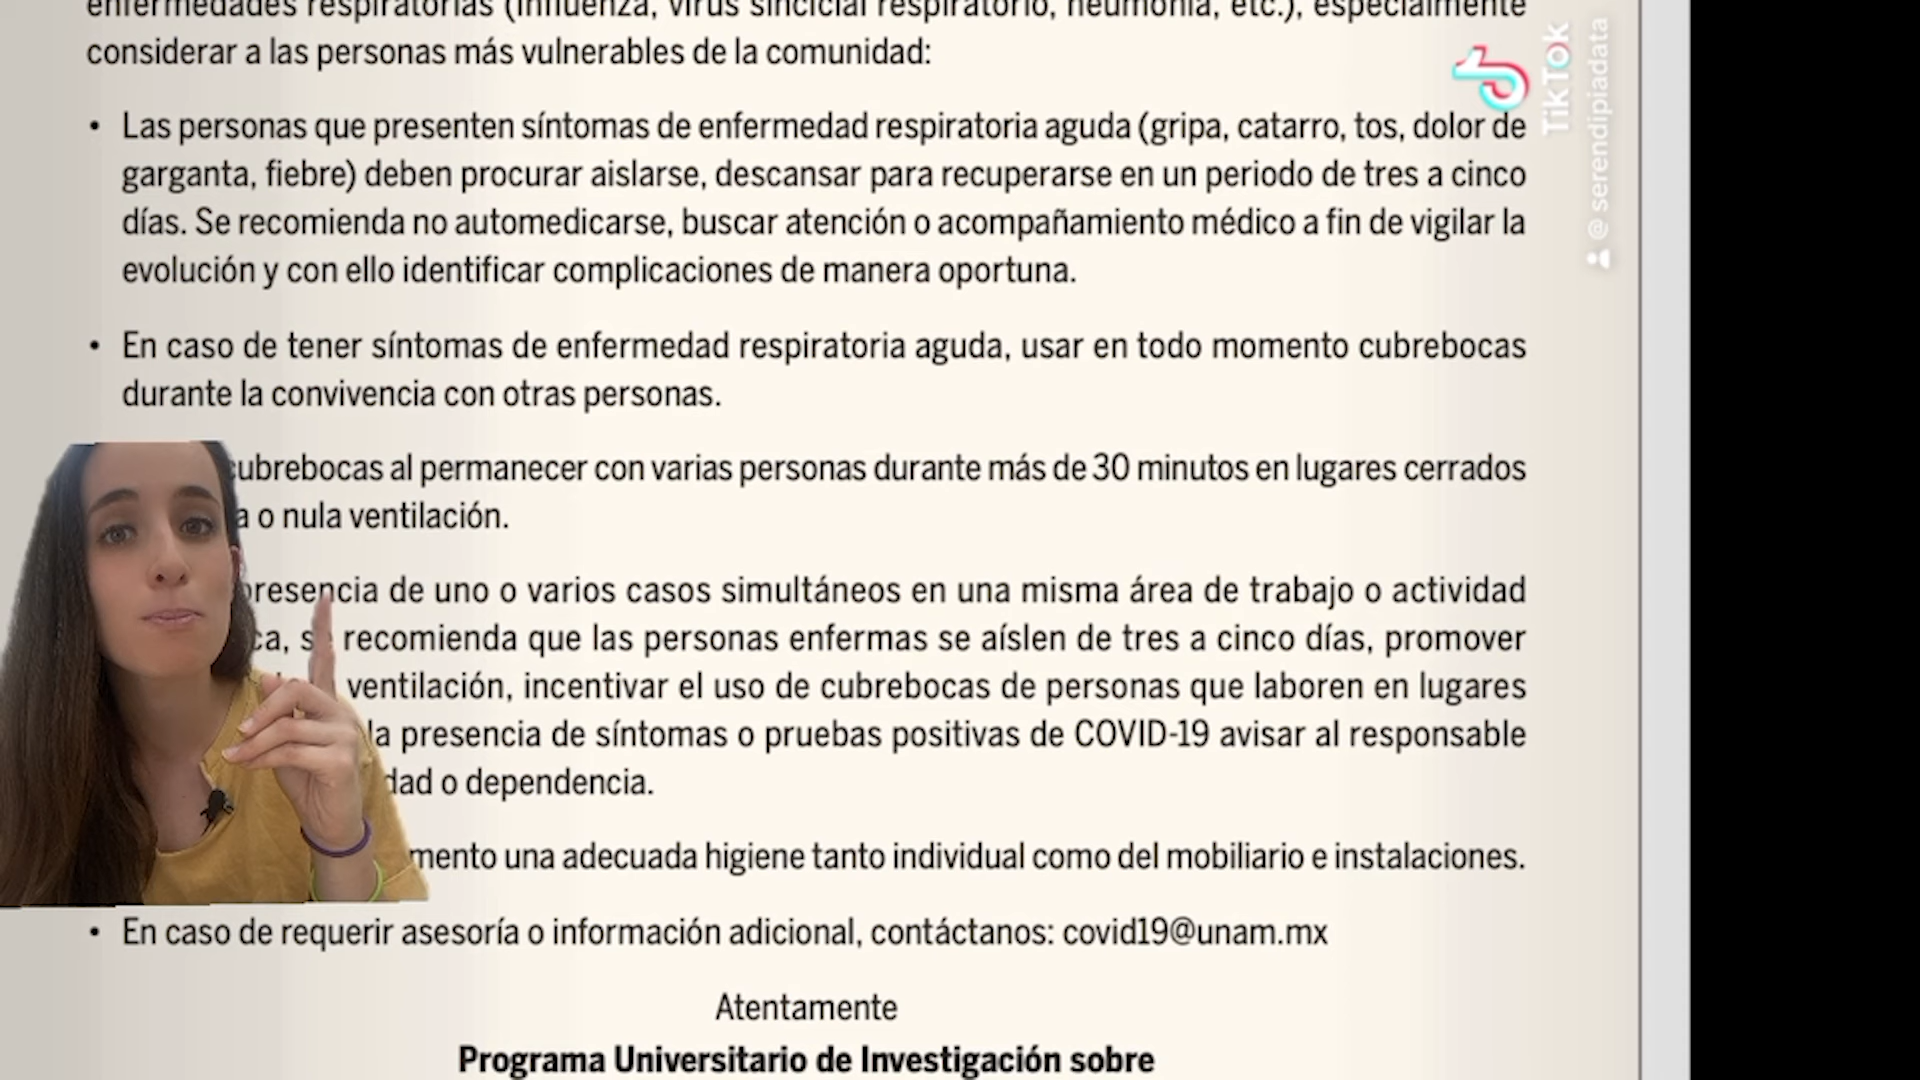 enfermedades respiratorias (influenza, virus sincicial respiratorio, neumonía, etc.), especialmente
considerar a las personas más vulnerables de la comunidad:
• Las personas que presenten síntomas de enfermedad respiratoria aguda (gripa, catarro, tos, dolor de
garganta, fiebre) deben procurar aislarse, descansar para recuperarse en un periodo de tres a cinco
días. Se recomienda no automedicarse, buscar atención o acompañamiento médico a fin de vigilar la
evolución y con ello identificar complicaciones de manera oportuna.
• En caso de tener síntomas de enfermedad respiratoria aguda, usar en todo momento cubrebocas
durante la convivencia con otras personas.
cubrebocas al permanecer con varias personas durante más de 30 minutos en lugares cerrados
a o nula ventilación.
presencia de uno o varios casos simultáneos en una misma área de trabajo o actividad
ca, se recomienda que las personas enfermas se aíslen de tres a cinco días, promover
ventilación, incentivar el uso de cubrebocas de personas que laboren en lugares
la presencia de síntomas o pruebas positivas de COVID-19 avisar al responsable
dad o dependencia.
mento una adecuada higiene tanto individual como del mobiliario e instalaciones.
• En caso de requerir asesoría o información adicional, contáctanos: covid19@unam.mx
Atentamente
Programa Universitario de Investigación sobre
TikTok
@ serendipiadata